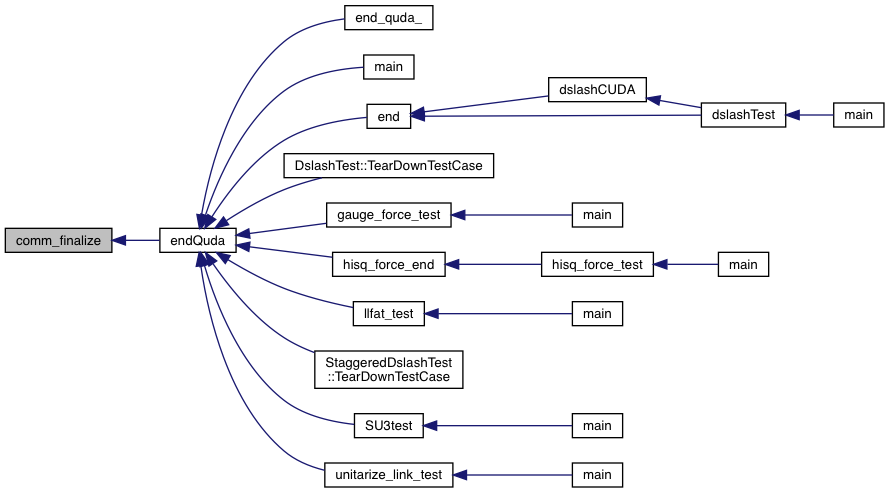 end_quda_
main
dslashCUDA
end
dslashTest
main
DslashTest::TearDownTestCase
gauge_force_test
main
comm_finalize
endQuda
hisq_force_end
hisq_force_test
main
llfat_test
main
StaggeredDslashTest
::TearDownTestCase
SU3test
main
unitarize_link_test
main